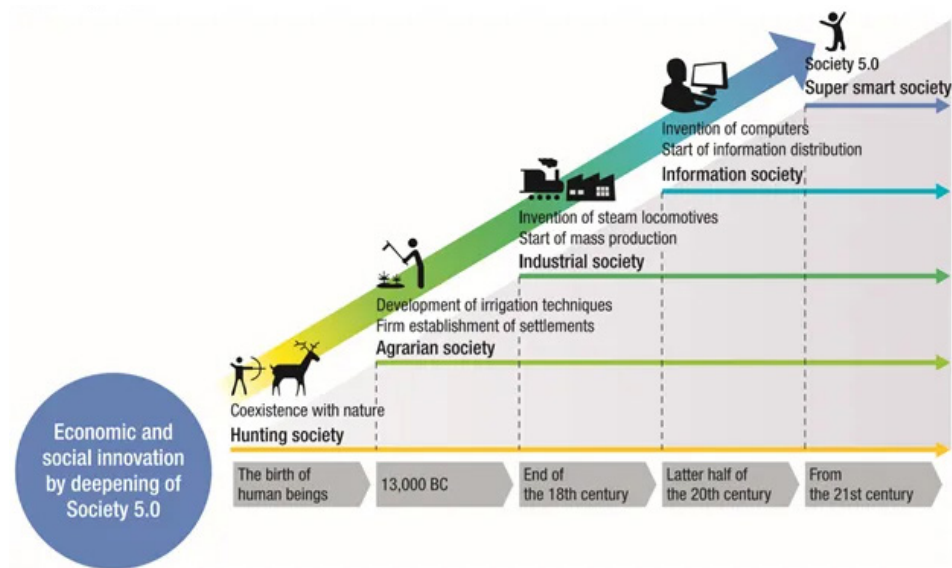 Society 5.0
Super smart society
Invention of computers
Start of information distribution
Information society
Invention of steam locomotives
Start of mass production
Industrial society
Development of irrigation techniques
Firm establishment of settlements
Agrarian society
Coexistence with nature
Hunting society
Economic and
social innovation
by deepening of
Society 5.0
The birth of
human beings
13,000 BC
End of
the 18th century
Latter half of
the 20th century
From
the 21st century